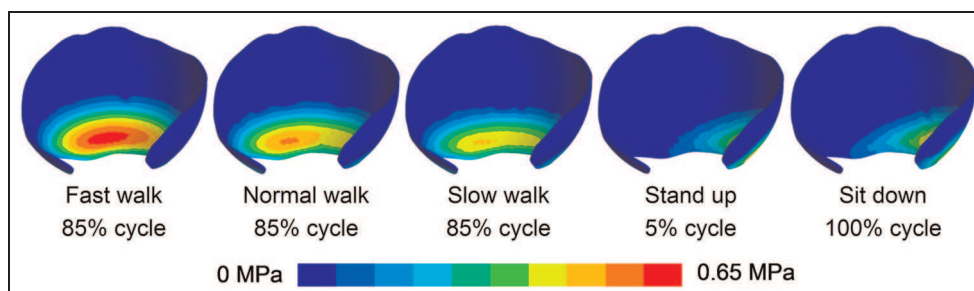 Fast walk
85% cycle
Normal walk
85% cycle
Slow walk
85% cycle
Stand up
5% cycle
Sit down
100% cycle
0 MPa
0.65 MPa